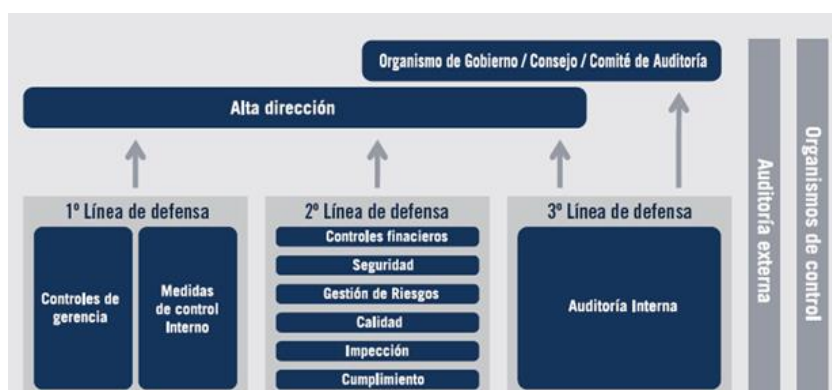 Organismo de Gobierno / Consejo / Comité de Auditoría
Alta dirección
1º Línea de defensa
Controles de
gerencia
Medidas
de control
Interno
2º Línea de defensa
Controles finacieros
Seguridad
Gestión de Riesgos
Calidad
Impección
Cumplimiento
3º Línea de defensa
Auditoría Interna
Auditoría externa
Organismos de control